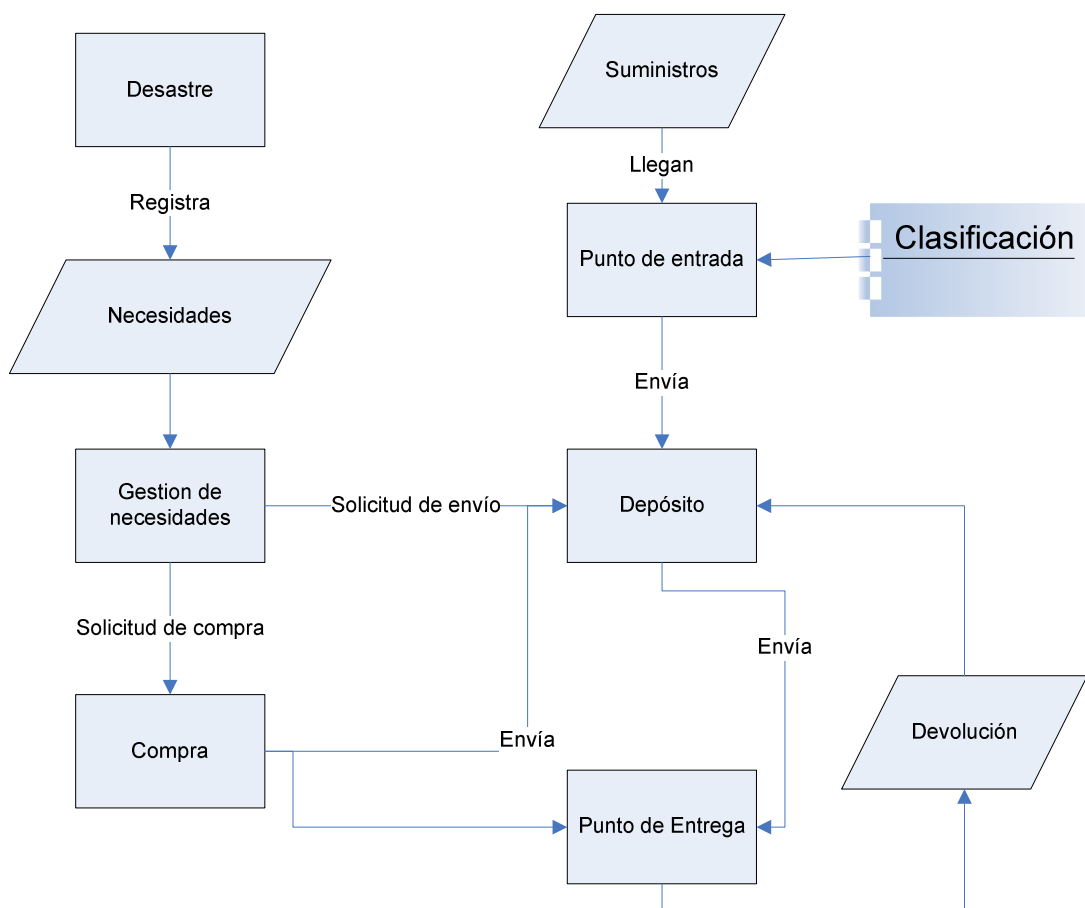 Desastre
Suministros
Registra
Llegan
Punto de entrada
Clasificación
Necesidades
Envía
Gestion de
necesidades
Solicitud de envío
Depósito
Solicitud de compra
Envía
Compra
Envía
Devolución
Punto de Entrega